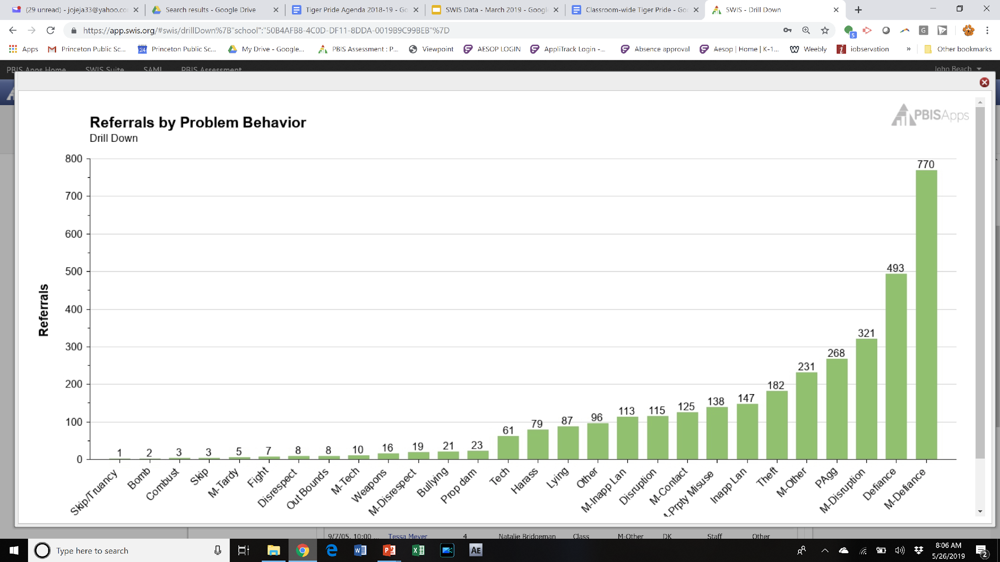 (29 unread) - jojeja33@yahoo.co
Search results - Google Drive
Tiger Pride Agenda 2018-19 - Go
SWIS Data - March 2019 - Googl
Classroom-wide Tiger Pride - Go
SWIS - Drill Down
https://app.swis.org/#swis/drillDown%7B"school":"50B4AFB8-4C0D-DF11-8DDA-0019B9C99BEB"%7D
5
G
Apps
Princeton Public Sc...
24
Princeton Public Sc...
My Drive - Google...
PBIS Assessment : P...
Viewpoint
AESOP LOGIN
AppliTrack Login -...
Absence approval
Aesop | Home | K-1...
Weebly
iobservation
»
Other bookmarks
PBIS Apps Home
SWIS Suite
SAMI
PBIS Assessment
John Beach
PBISApps
Referrals by Problem Behavior
Drill Down
Referrals
800
700
600
500
400
300
200
100
0
1
2
3
3
5
7
8
8
10
16
19
21
23
61
79
87
96
113
115
125
138
147
182
231
268
321
493
770
Skip/Truancy
Bomb
Combust
Skip
M-Tardy
Fight
Disrespect
Out Bounds
M-Tech
Weapons
M-Disrespect
Bullying
Prop dam
Tech
Harass
Lying
Other
M-Inapp Lan
Disruption
M-Contact
-Prpty Misuse
Inapp Lan
Theft
M-Other
PAgg
M-Disruption
Defiance
M-Defiance
9/7/05, 10:00 ...
Tessa Meyer
4
Natalie Bridgeman
Class
M-Other
DK
Staff
Other
Type here to search
AE
8:06 AM
5/26/2019
2